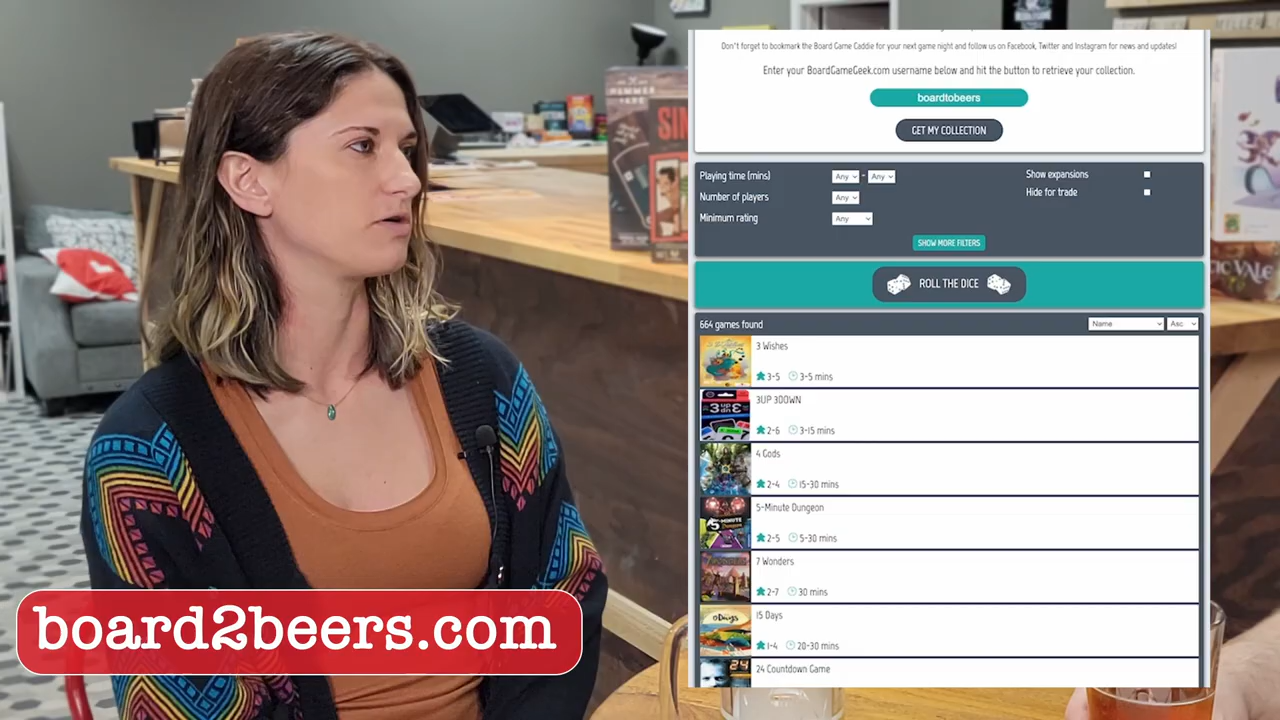 Don't forget to bookmark the Board Game Caddie for your next game night and follow us on Facebook, Twitter and Instagram for news and updates!
Enter your BoardGameGeek.com username below and hit the button to retrieve your collection.
boardtobeers
GET MY COLLECTION
Playing time (mins) Any - Any Show expansions
Number of players Any Hide for trade
Minimum rating Any
SHOW MORE FILTERS
ROLL THE DICE
664 games found Name Asc
3 Wishes
3-5 3-5 mins
3UP 3DOWN
2-6 3-15 mins
4 Gods
2-4 15-30 mins
5-Minute Dungeon
2-5 5-30 mins
7 Wonders
2-7 30 mins
15 Days
1-4 20-30 mins
24 Countdown Game
board2beers.com